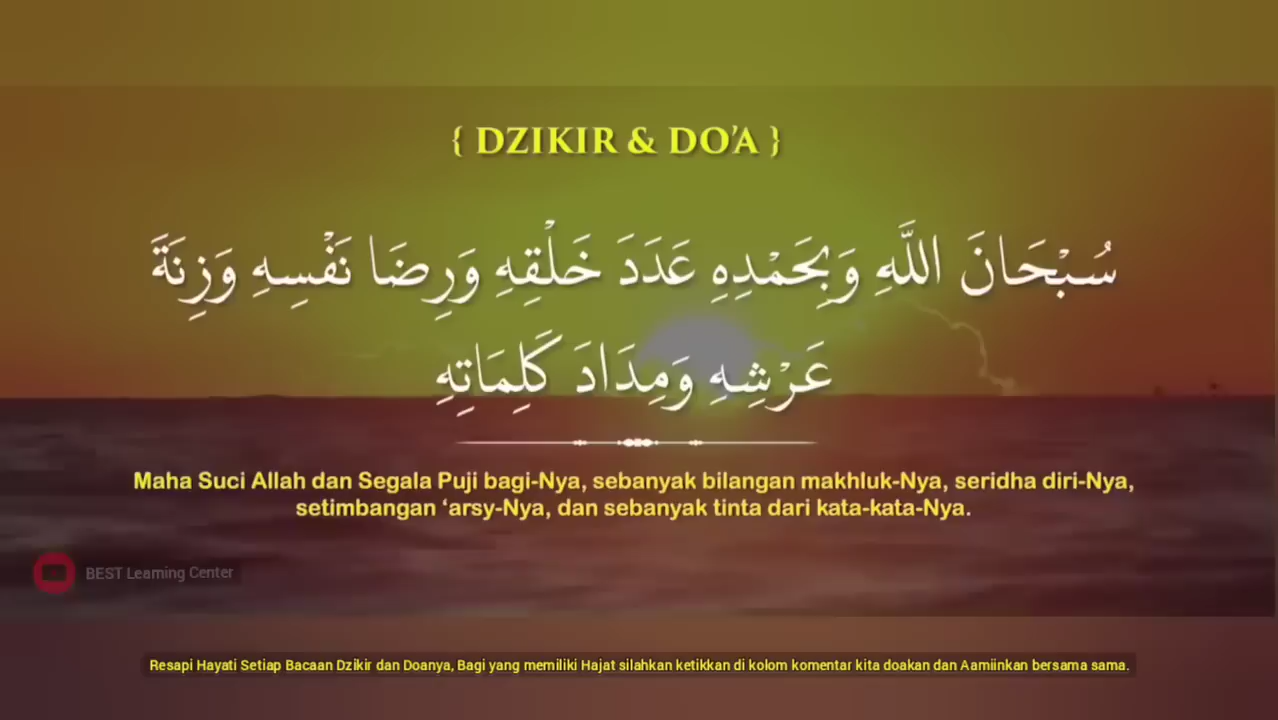 { DZIKIR & DO’A }
سُبْحَانَ اللَّهِ وَبِحَمْدِهِ عَدَدَ خَلْقِهِ وَرِضَا نَفْسِهِ وَزِنَةَ
عَرْشِهِ وَمِدَادَ كَلِمَاتِهِ
Maha Suci Allah dan Segala Puji bagi-Nya, sebanyak bilangan makhluk-Nya, seridha diri-Nya,
setimbangan ‘arsy-Nya, dan sebanyak tinta dari kata-kata-Nya.
BEST Learning Center
Resapi Hayati Setiap Bacaan Dzikir dan Doanya, Bagi yang memiliki Hajat silahkan ketikkan di kolom komentar kita doakan dan Aamiinkan bersama sama.